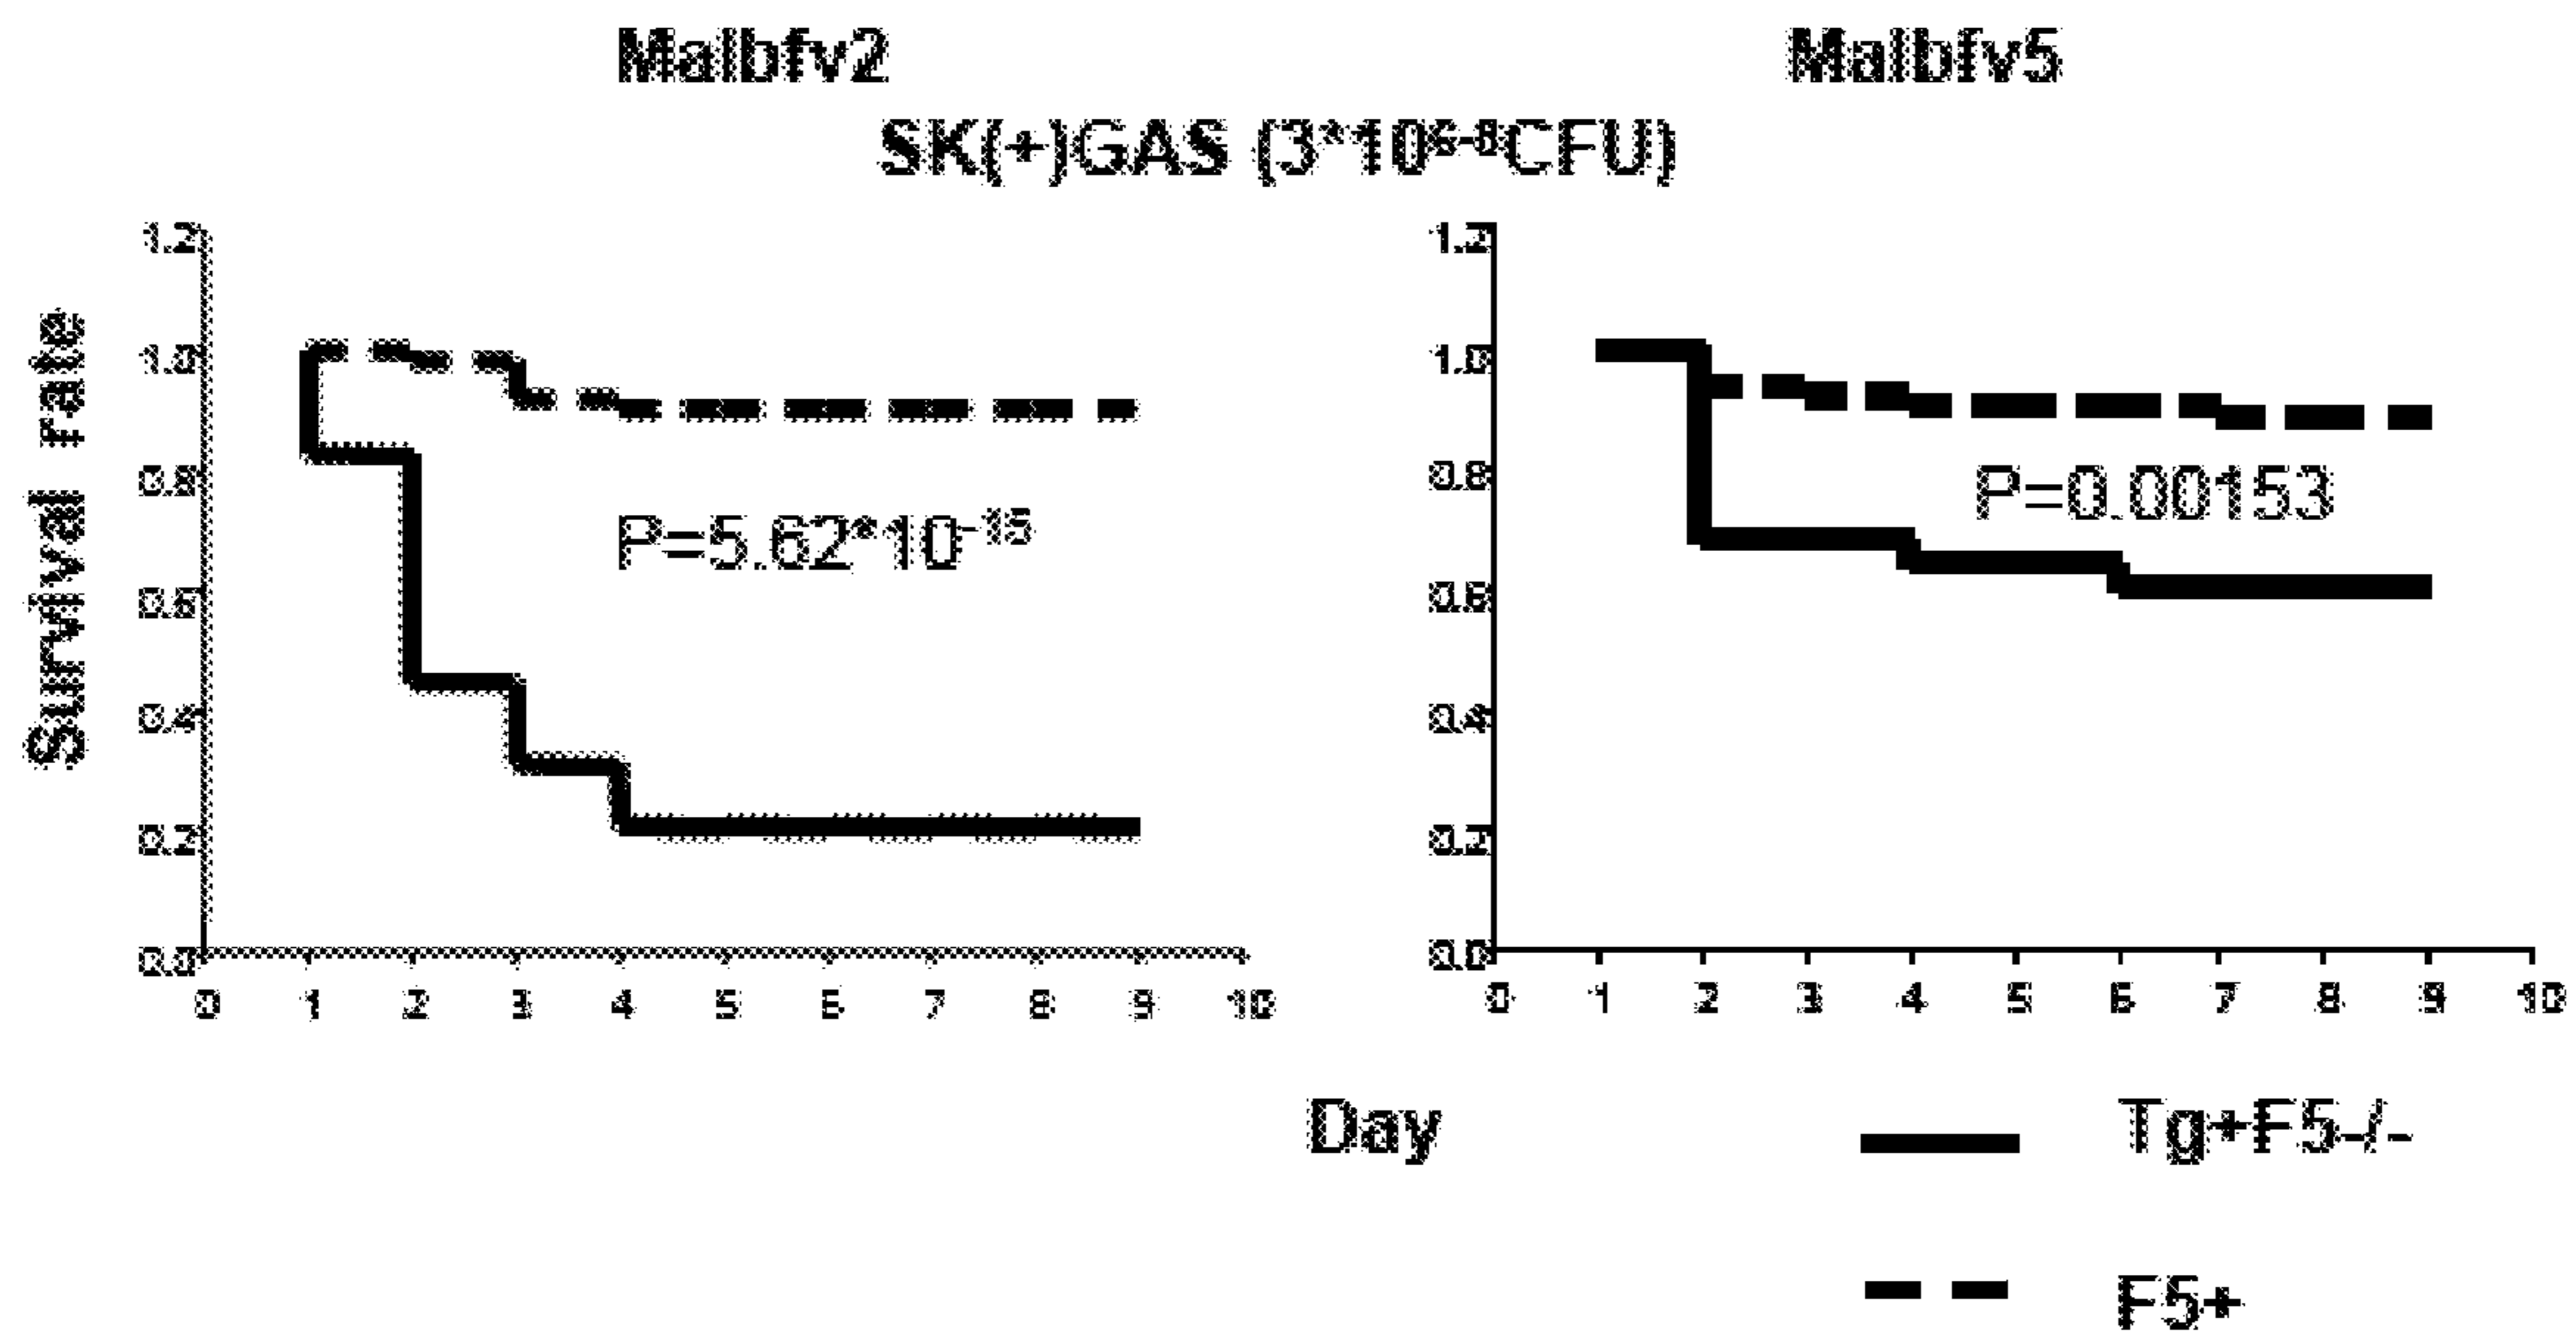 Malbfv2
Malbfv5
SK(+)GAS (3*10 CFU)
Survival rate
1.2
1.0
0.8
0.6
0.4
0.2
0.0
0 1 2 3 4 5 6 7 8 9 10
P=5.62*10
1.2
1.0
0.8
0.6
0.4
0.2
0.0
0 1 2 3 4 5 6 7 8 9 10
P=0.00153
Day
Tg+F5-/-
F5+